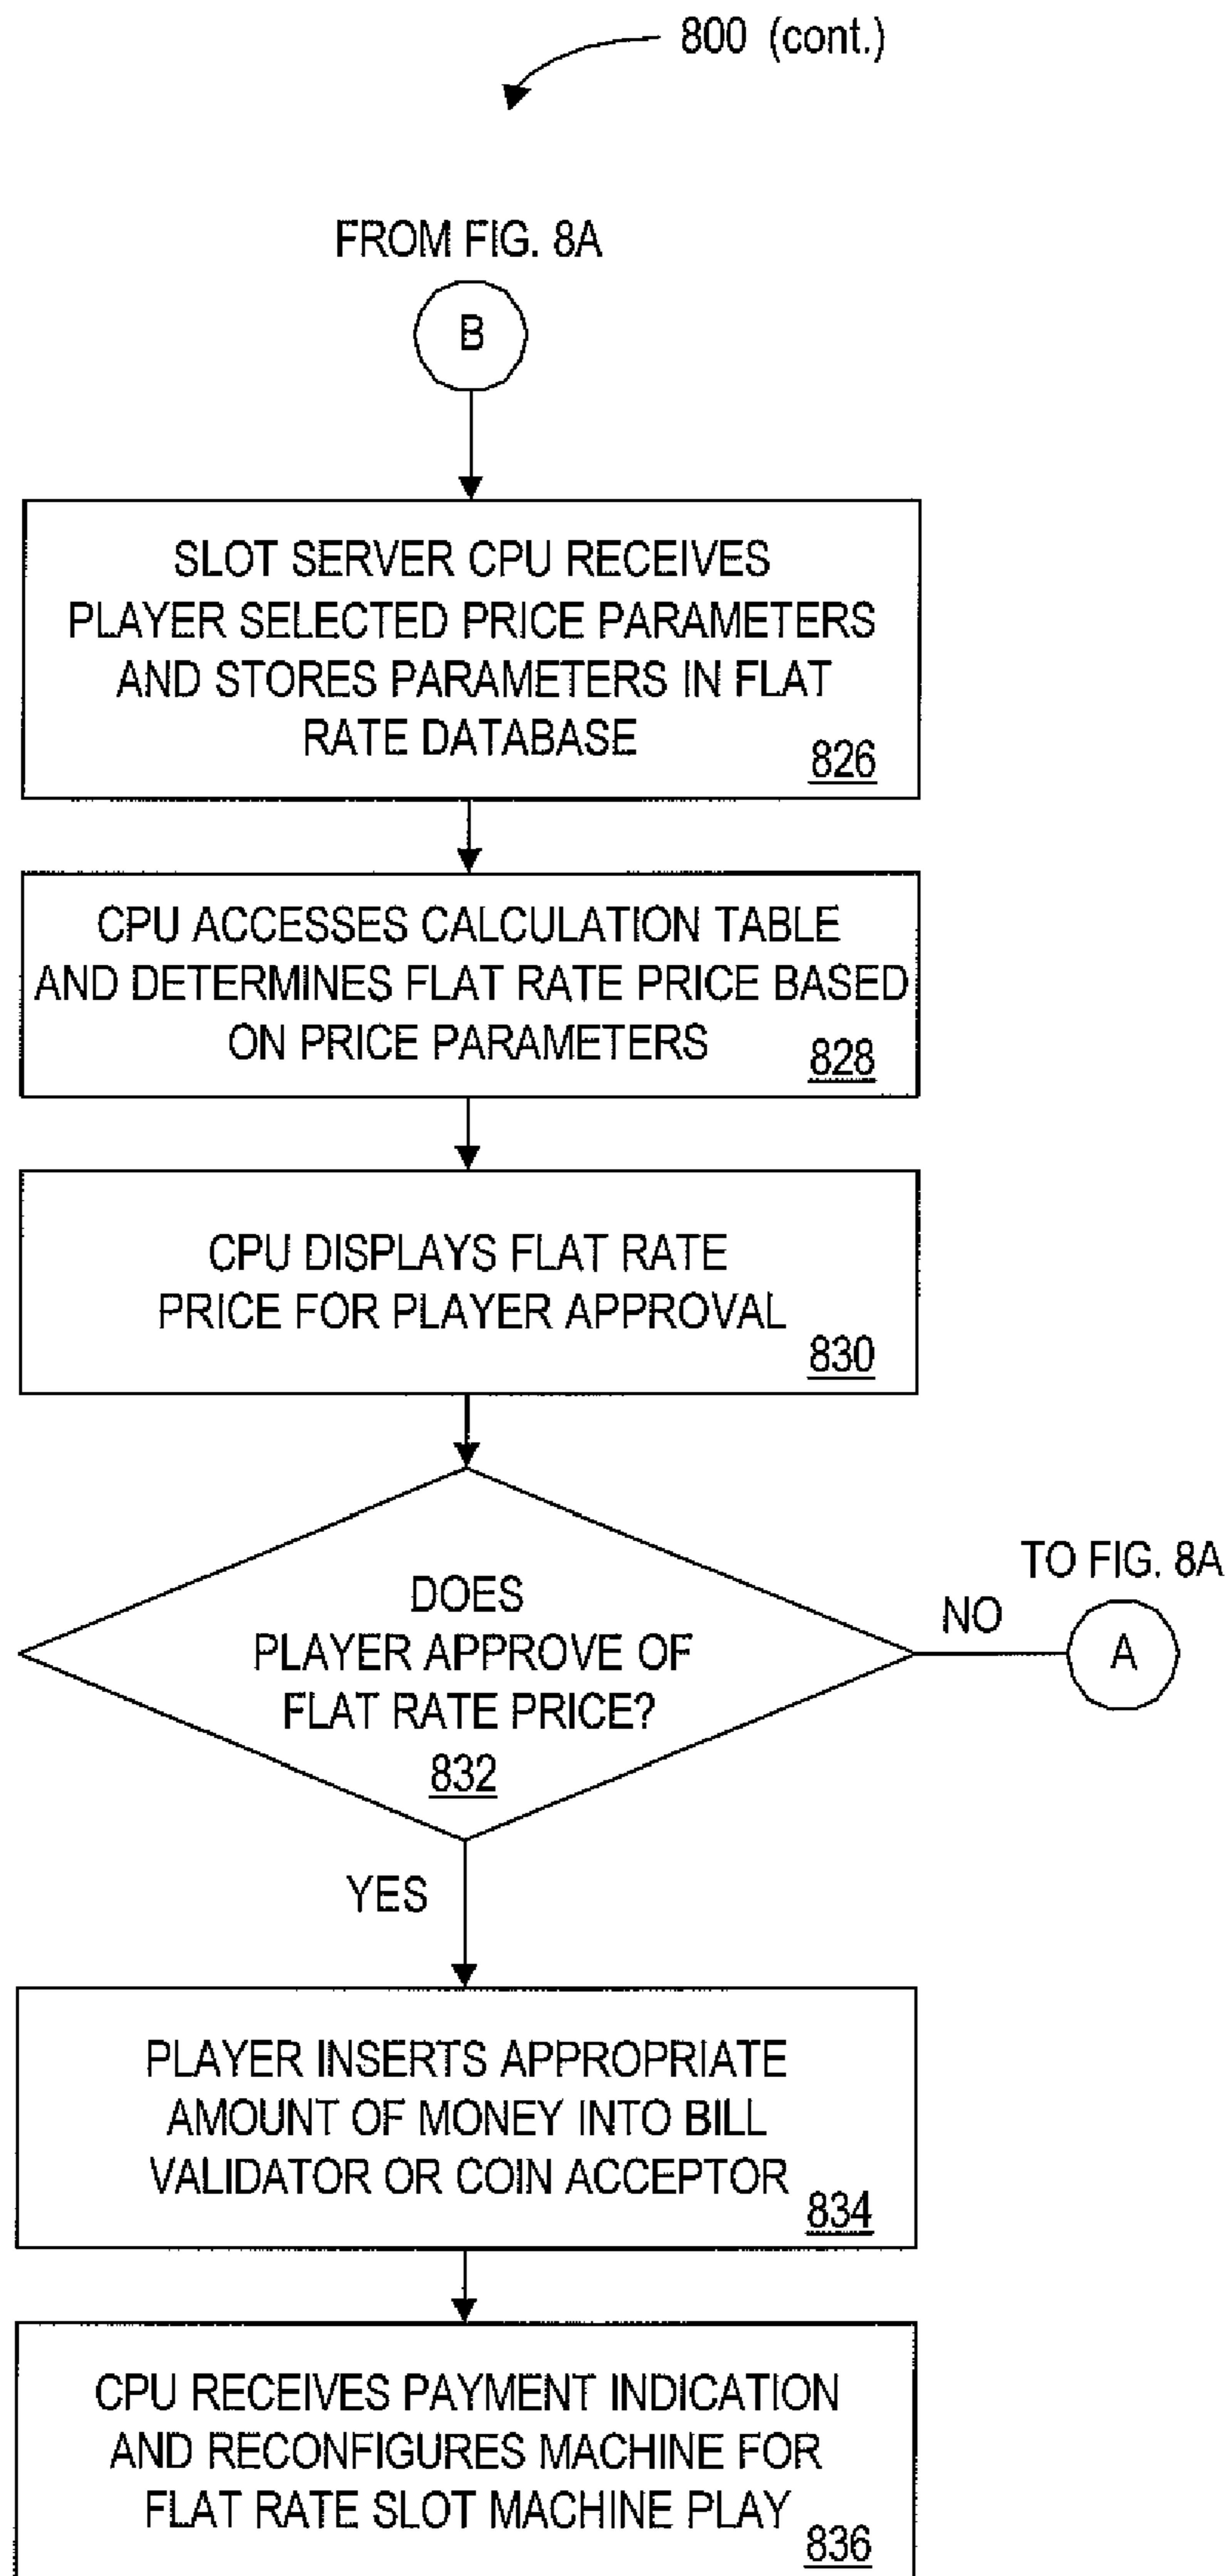 800 (cont.)
FROM FIG. 8A
B
SLOT SERVER CPU RECEIVES
PLAYER SELECTED PRICE PARAMETERS
AND STORES PARAMETERS IN FLAT
RATE DATABASE
826
CPU ACCESSES CALCULATION TABLE
AND DETERMINES FLAT RATE PRICE BASED
ON PRICE PARAMETERS
828
CPU DISPLAYS FLAT RATE
PRICE FOR PLAYER APPROVAL
830
DOES
PLAYER APPROVE OF
FLAT RATE PRICE?
832
NO
TO FIG. 8A
A
YES
PLAYER INSERTS APPROPRIATE
AMOUNT OF MONEY INTO BILL
VALIDATOR OR COIN ACCEPTOR
834
CPU RECEIVES PAYMENT INDICATION
AND RECONFIGURES MACHINE FOR
FLAT RATE SLOT MACHINE PLAY
836